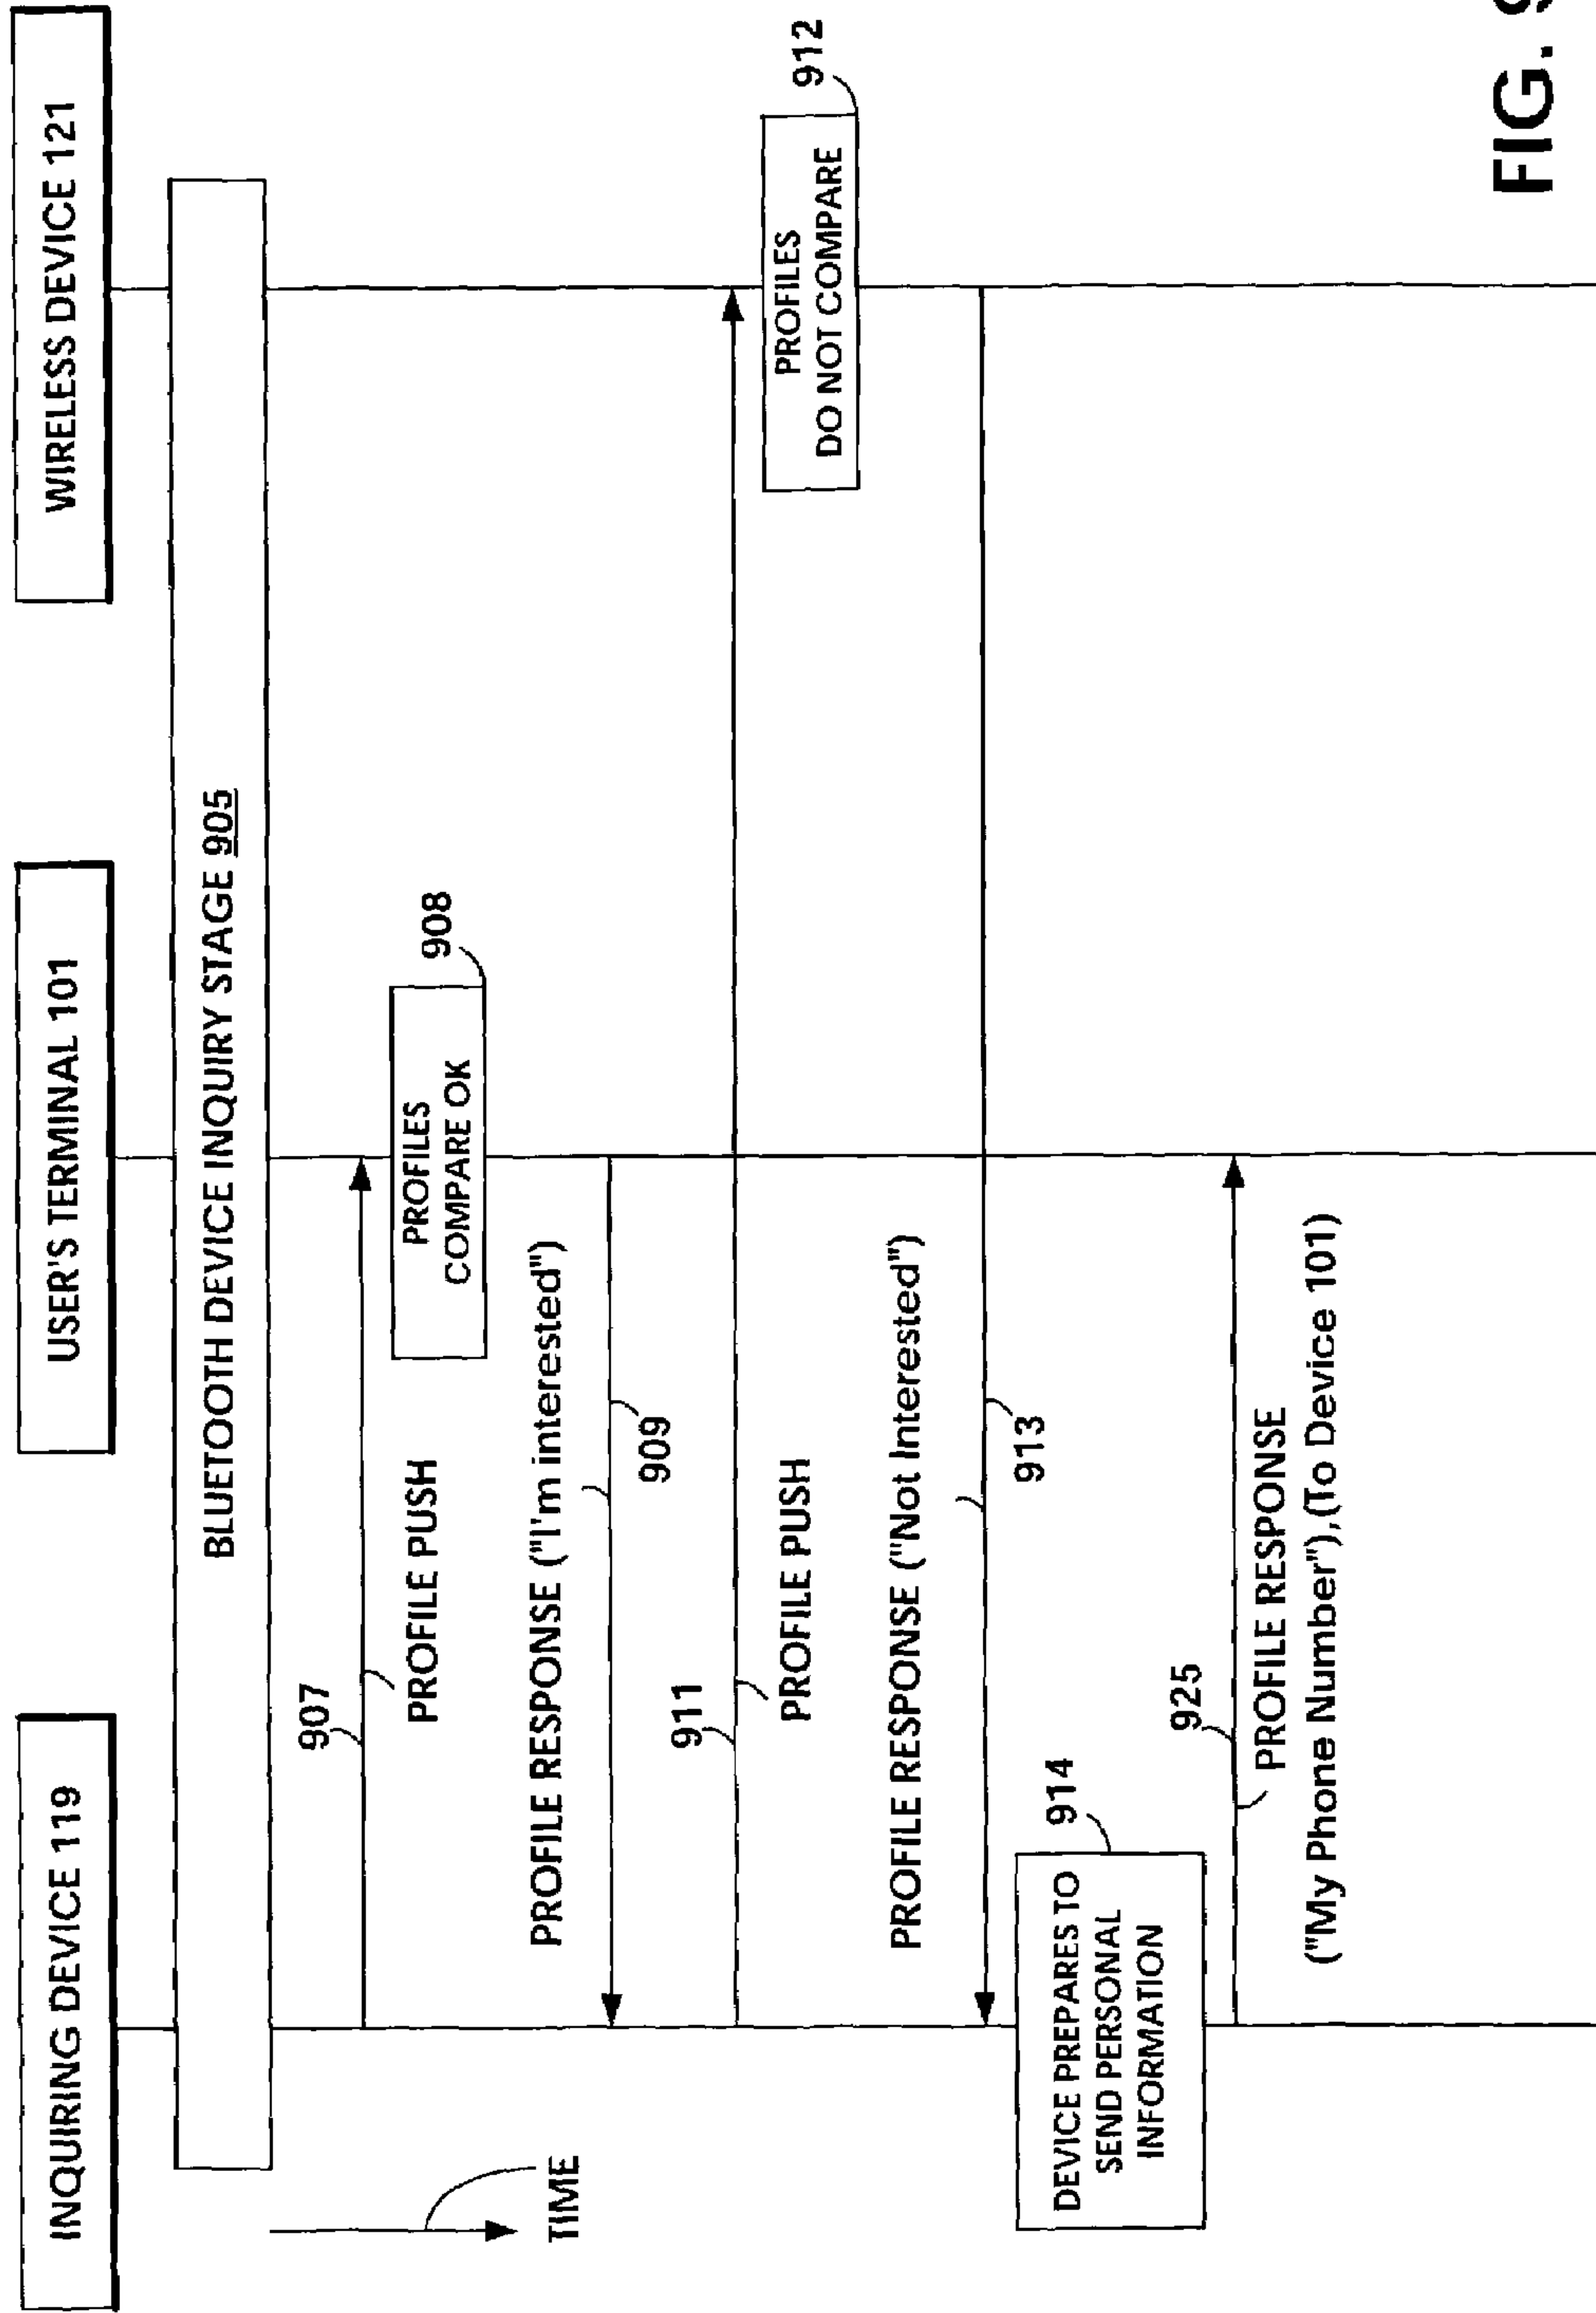 INQUIRING DEVICE 119
USER'S TERMINAL 101
WIRELESS DEVICE 121
BLUETOOTH DEVICE INQUIRY STAGE 905
TIME
907
PROFILE PUSH
PROFILES
COMPARE OK
908
PROFILE RESPONSE ("I'm interested")
909
911
PROFILE PUSH
PROFILES
DO NOT COMPARE
912
PROFILE RESPONSE ("Not Interested")
913
DEVICE PREPARES TO
SEND PERSONAL
INFORMATION
914
925
PROFILE RESPONSE
("My Phone Number"),(To Device 101)
FIG.